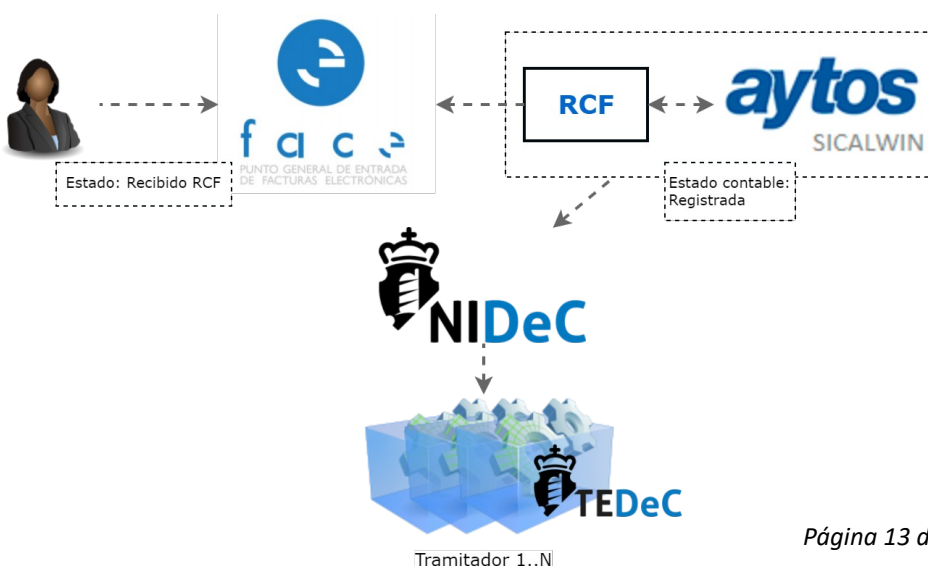 face
PUNTO GENERAL DE ENTRADA
DE FACTURAS ELECTRÓNICAS
Estado: Recibido RCF
RCF
aytos
SICALWIN
Estado contable:
Registrada
NIDeC
TEDeC
Tramitador 1..N
Página 13 d